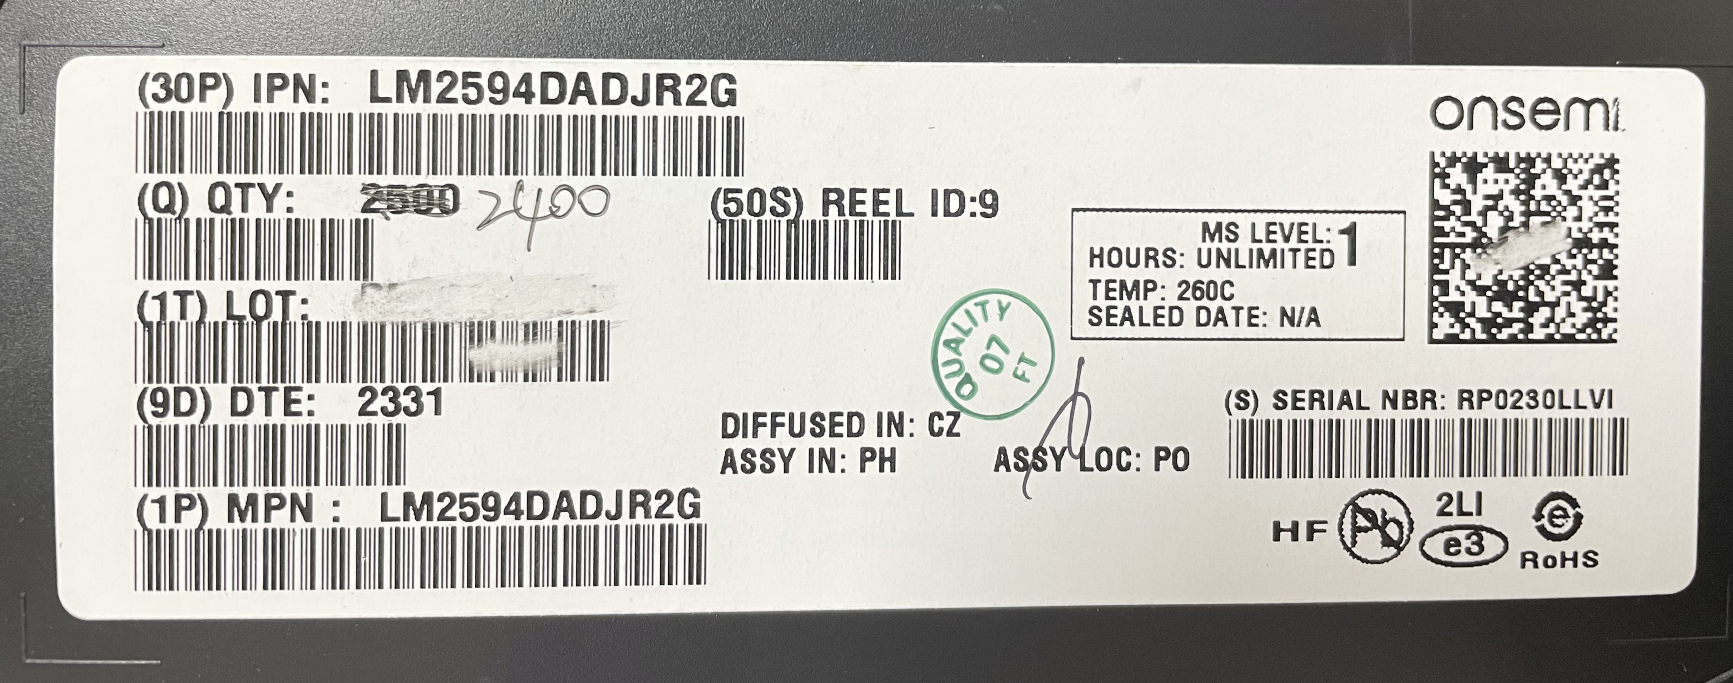 (30P) IPN: LM2594DADJR2G
onsemi
(Q) QTY: 2500 2400
(50S) REEL ID:9
MS LEVEL: 1
HOURS: UNLIMITED
TEMP: 260C
SEALED DATE: N/A
(1T) LOT:
QUALITY
07
FT
(9D) DTE: 2331
DIFFUSED IN: CZ
ASSY IN: PH
ASSY LOC: PO
(S) SERIAL NBR: RP0230LLVI
(1P) MPN : LM2594DADJR2G
HF
Pb
2LI
e3
e
RoHS